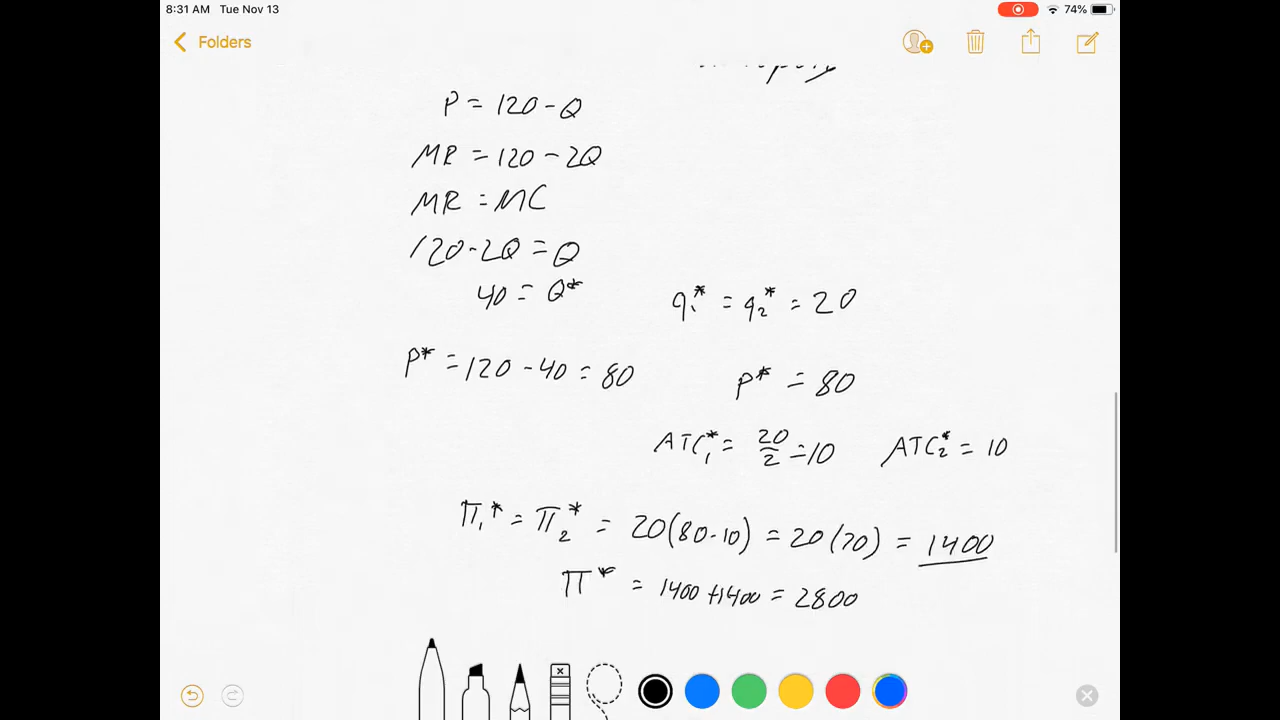 8:31 AM Tue Nov 13
74%
Folders
P = 120 - Q
MR = 120 - 2Q
MR = MC
120 - 2Q = Q
40 = Q*
q₁* = q₂* = 20
P* = 120 - 40 = 80
P* = 80
ATC₁* = 20/2 = 10 ATC₂* = 10
π₁* = π₂* = 20(80-10) = 20(70) = 1400
π* = 1400 + 1400 = 2800